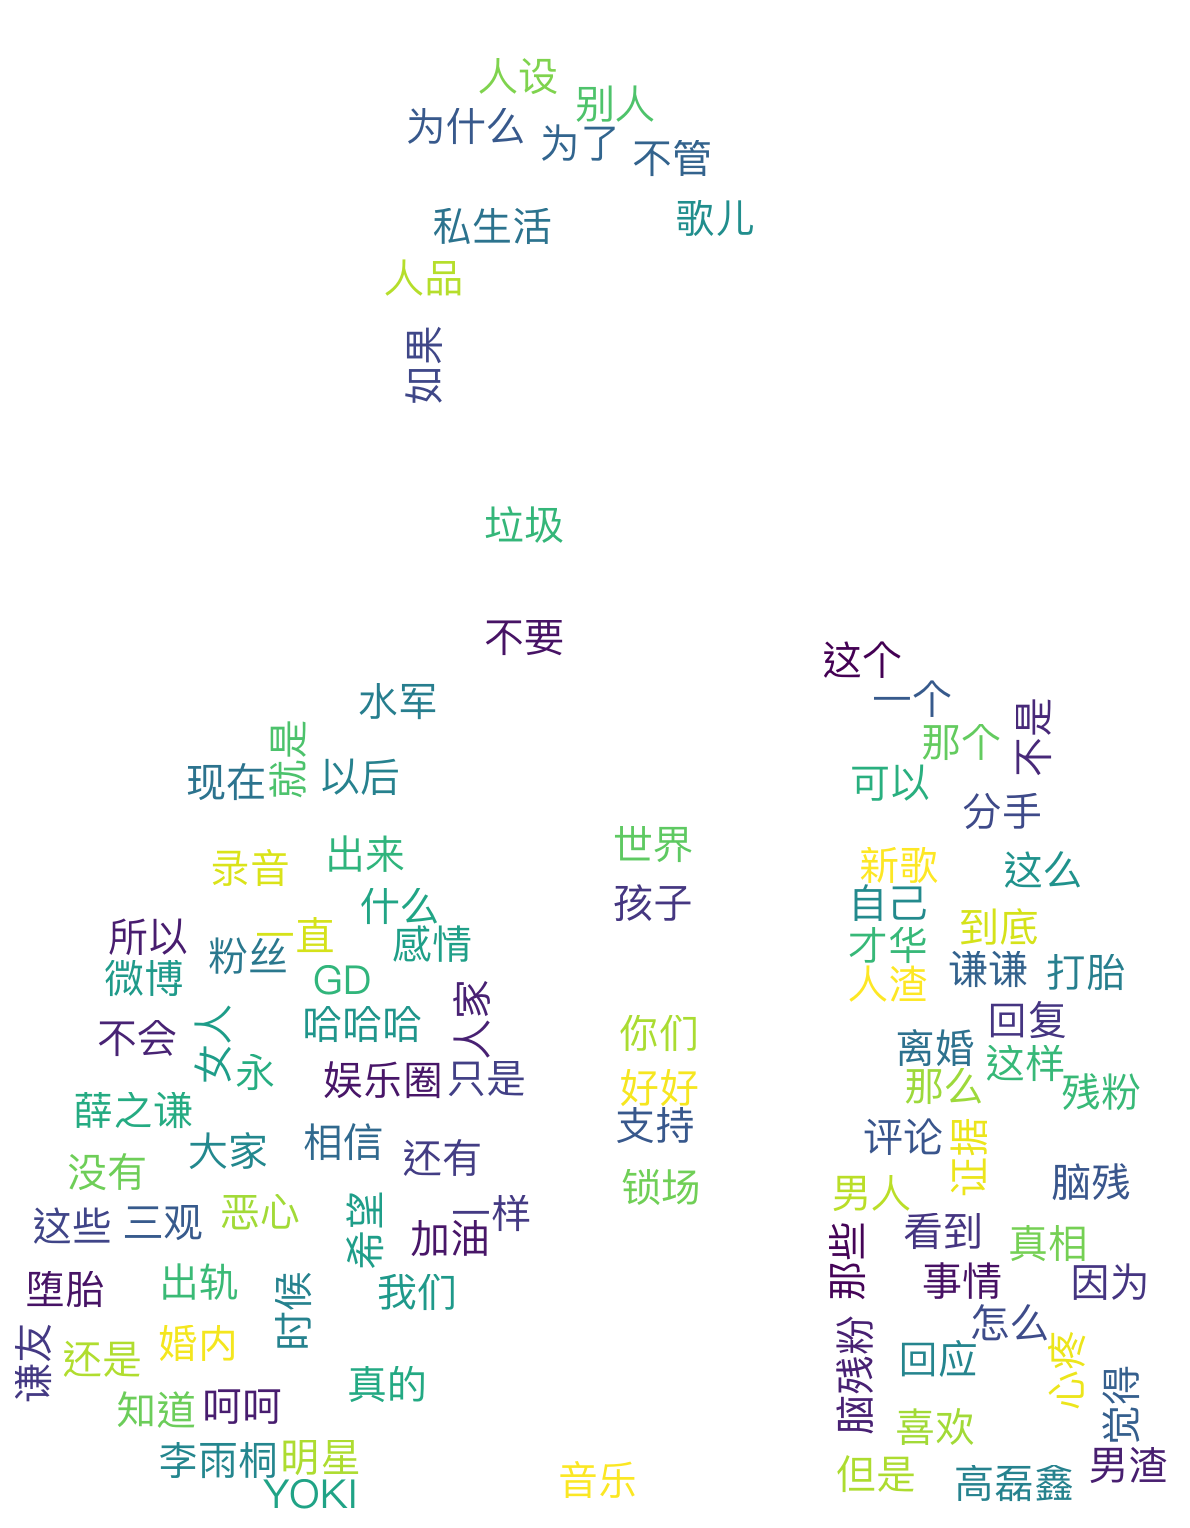 人设
别人
为什么
为了
不管
歌儿
私生活
人品
如果
垃圾
不要
这个
水军
一个
不是
那个
就是
现在
以后
可以
分手
世界
出来
录音
新歌
这么
孩子
自己
什么
到底
所以
一直
粉丝
感情
才华
微博
GD
人渣
谦谦
打胎
人家
回复
不会
女人
哈哈哈
你们
离婚
这样
永
娱乐圈
只是
好好
那么
残粉
薛之谦
支持
大家
相信
还有
评论
证据
没有
锁场
男人
脑残
这些
三观
恶心
希望
一样
加油
那些
看到
真相
堕胎
出轨
时候
我们
事情
因为
谦友
还是
婚内
怎么
脑残粉
回应
心疼
觉得
知道
呵呵
真的
喜欢
李雨桐
明星
YOKI
音乐
但是
高磊鑫
男渣